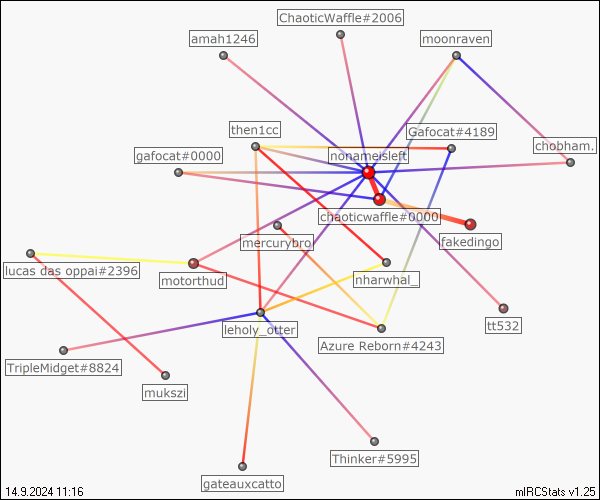 ChaoticWaffle#2006
amah1246
moonraven
then1cc
Gafocat#4189
chobham.
gafocat#0000
nonameisleft
chaoticwaffle#0000
mercurybro
fakedingo
lucas das oppai#2396
motorthud
nharwhal_
tt532
leholy_otter
Azure Reborn#4243
TripleMidget#8824
mukszi
Thinker#5995
gateauxcatto
14.9.2024 11:16
mIRCStats v1.25